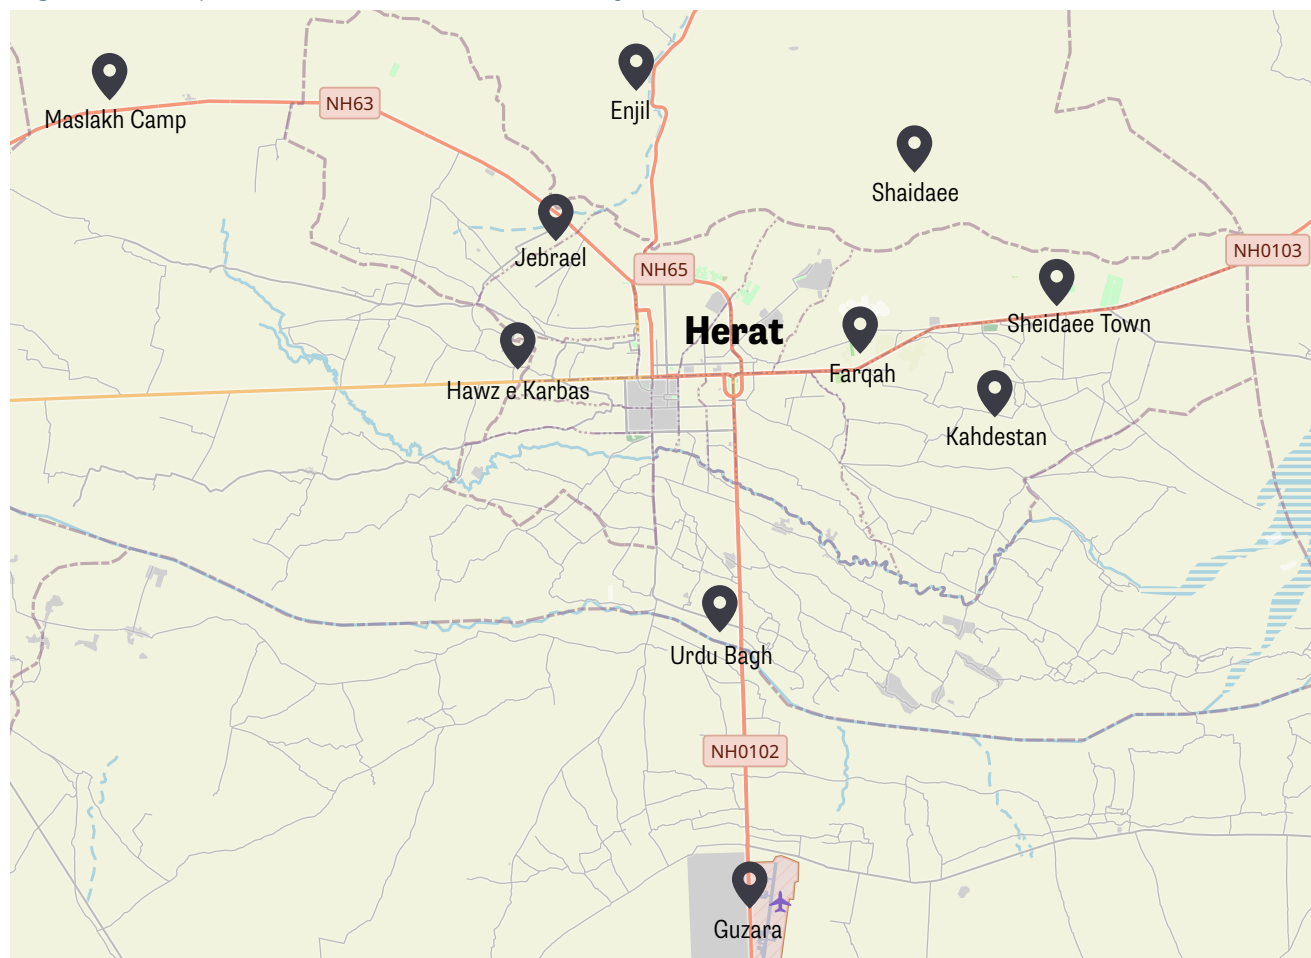 Maslakh Camp
NH63
Enjil
Shaidaee
Jebrael
NH65
NH0103
Sheidaee Town
Herat
Farqah
Hawz e Karbas
Kahdestan
Urdu Bagh
NH0102
Guzara